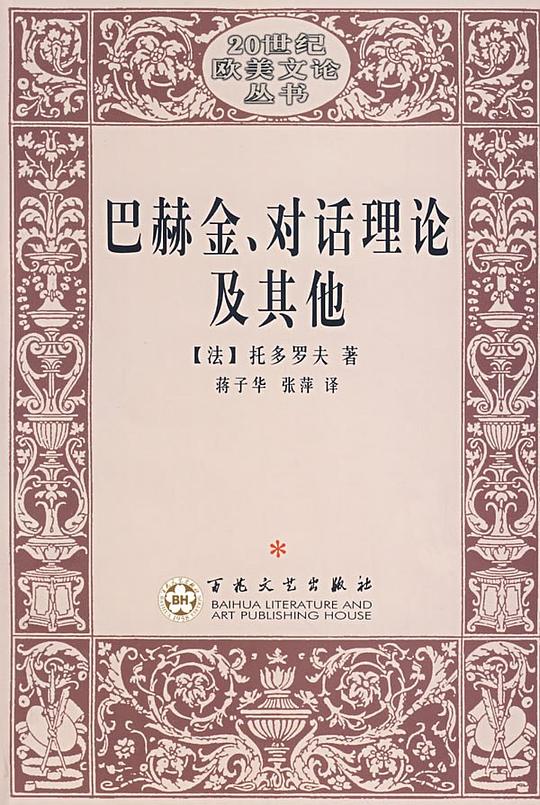 20世纪
欧美文论
丛书
巴赫金、对话理论
及其他
【法】托多罗夫 著
蒋子华 张萍 译
*
百花文艺出版社
BH
1958
BAIHUA LITERATURE AND
ART PUBLISHING HOUSE